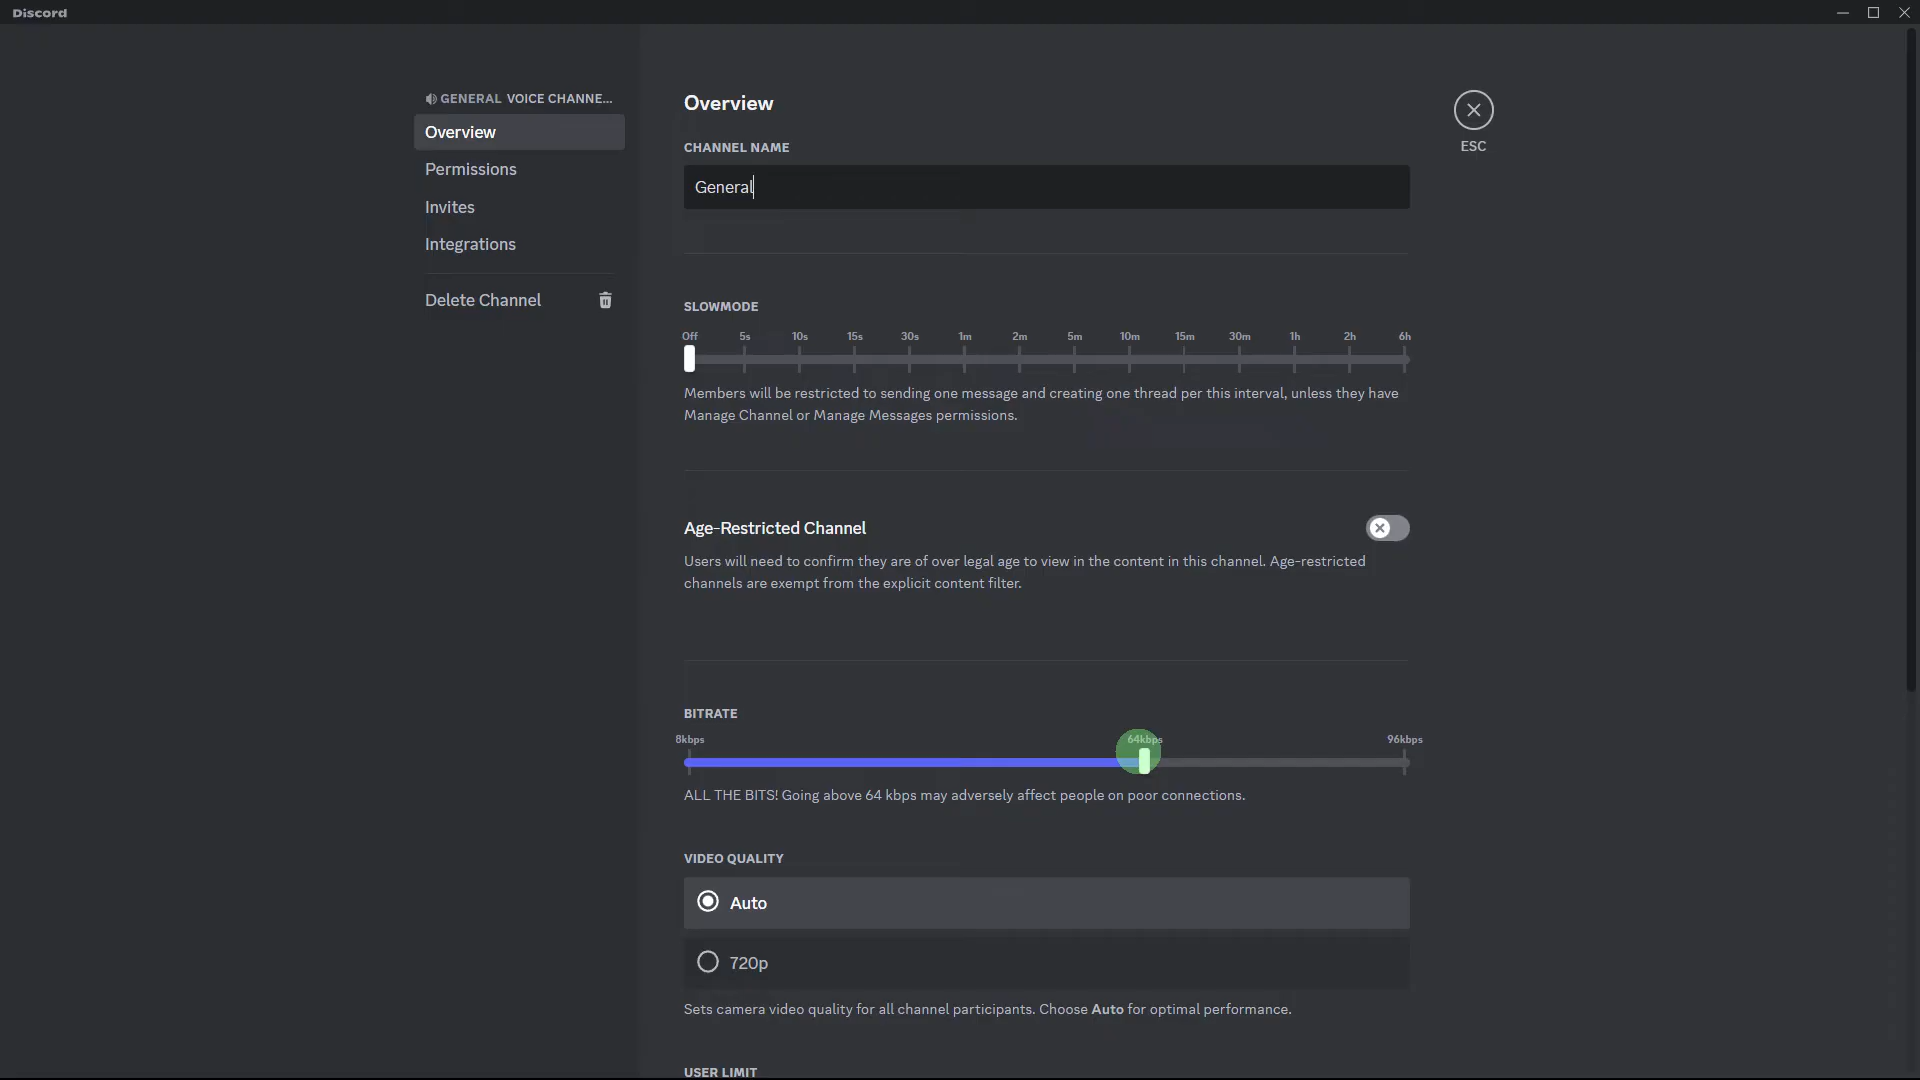 Discord
GENERAL VOICE CHANNE...
Overview
Permissions
Invites
Integrations
Delete Channel
Overview
ESC
CHANNEL NAME
General
SLOWMODE
Off 5s 10s 15s 30s 1m 2m 5m 10m 15m 30m 1h 2h 6h
Members will be restricted to sending one message and creating one thread per this interval, unless they have
Manage Channel or Manage Messages permissions.
Age-Restricted Channel
Users will need to confirm they are of over legal age to view in the content in this channel. Age-restricted
channels are exempt from the explicit content filter.
BITRATE
8kbps 64kbps 96kbps
ALL THE BITS! Going above 64 kbps may adversely affect people on poor connections.
VIDEO QUALITY
Auto
720p
Sets camera video quality for all channel participants. Choose Auto for optimal performance.
USER LIMIT